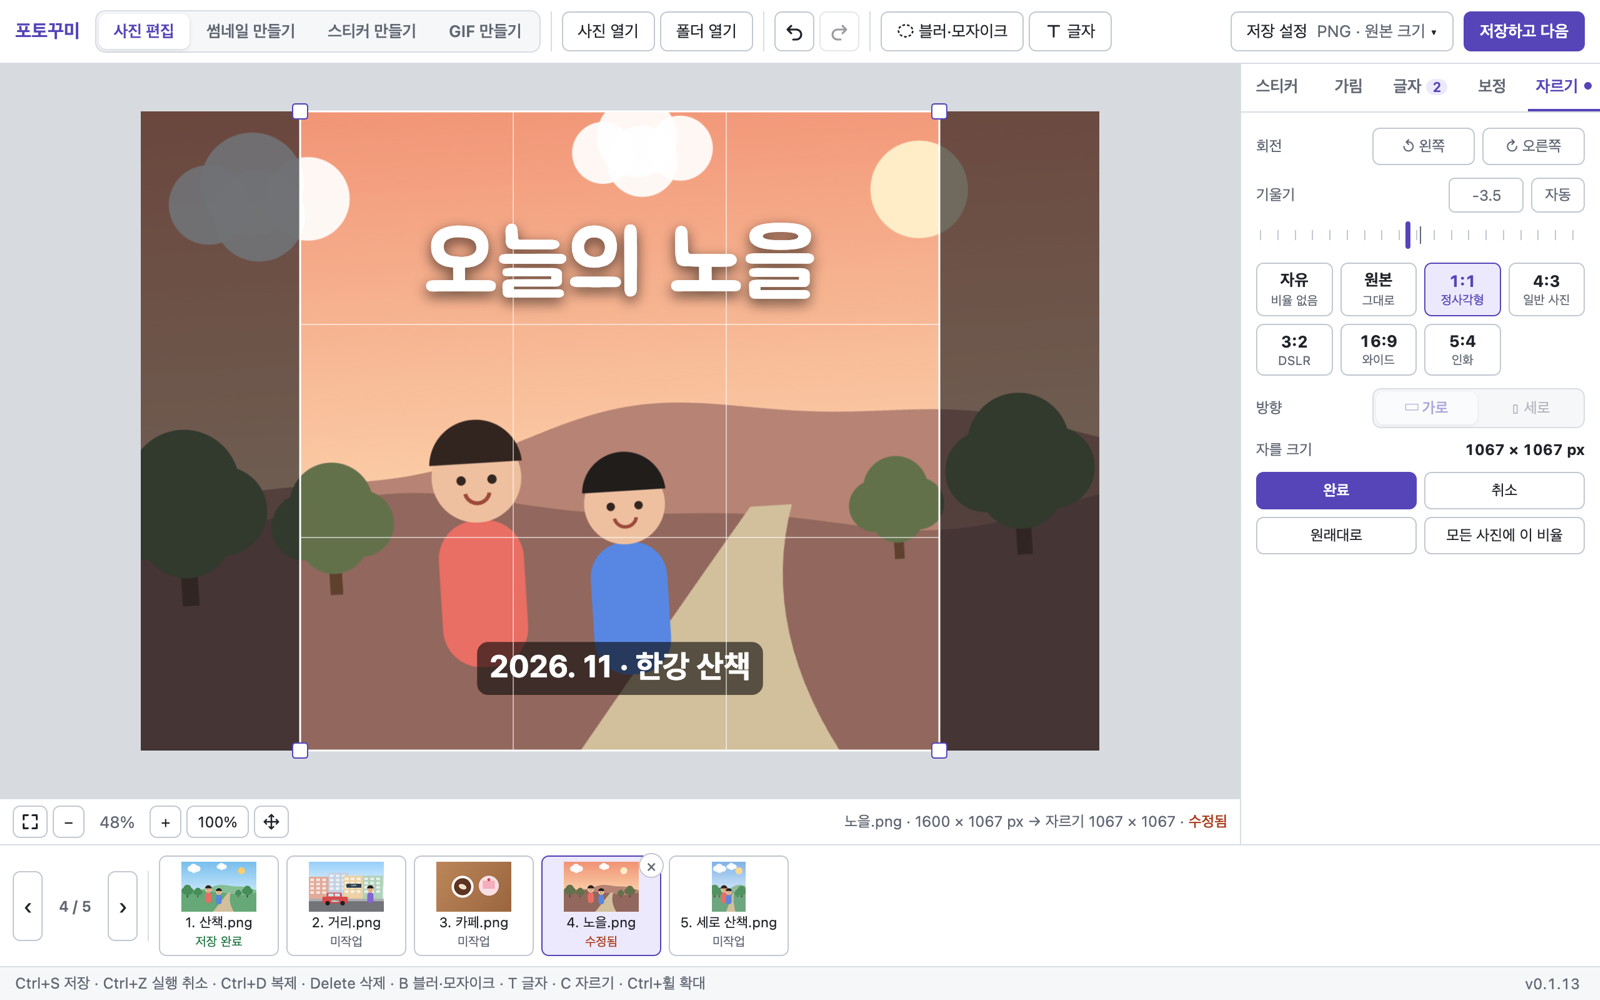 포토꾸미
사진 편집
썸네일 만들기
스티커 만들기
GIF 만들기
사진 열기
폴더 열기
블러·모자이크
T 글자
저장 설정 PNG · 원본 크기 ▾
저장하고 다음
스티커
가림
글자 2
보정
자르기
회전
왼쪽
오른쪽
기울기
-3.5
자동
자유
비율 없음
원본
그대로
1:1
정사각형
4:3
일반 사진
3:2
DSLR
16:9
와이드
5:4
인화
방향
가로
세로
자를 크기
1067 × 1067 px
완료
취소
원래대로
모든 사진에 이 비율
오늘의 노을
2026. 11 · 한강 산책
− 48% +
100%
노을.png · 1600 × 1067 px → 자르기 1067 × 1067 · 수정됨
‹ 4 / 5 ›
1. 산책.png
저장 완료
2. 거리.png
미작업
3. 카페.png
미작업
4. 노을.png
수정됨
5. 세로 산책.png
미작업
Ctrl+S 저장 · Ctrl+Z 실행 취소 · Ctrl+D 복제 · Delete 삭제 · B 블러·모자이크 · T 글자 · C 자르기 · Ctrl+휠 확대
v0.1.13